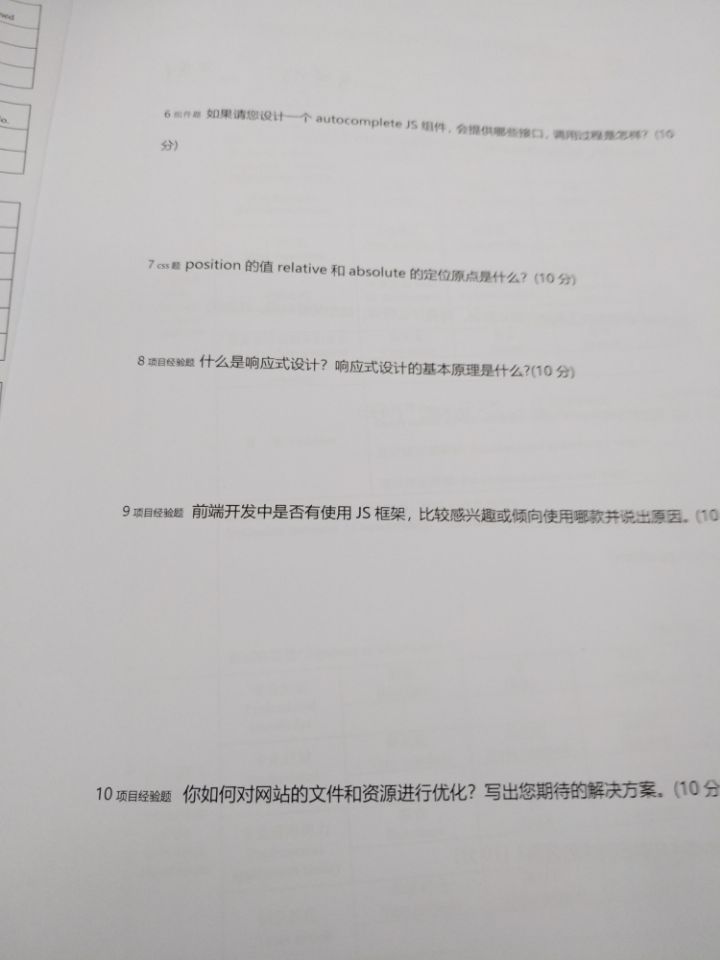 6 组件题 如果请您设计一个 autocomplete JS 组件，会提供哪些接口，调用过程是怎样？(10
分)
7 css 题 position 的值 relative 和 absolute 的定位原点是什么？(10 分)
8 项目经验题 什么是响应式设计？响应式设计的基本原理是什么?(10 分)
9 项目经验题 前端开发中是否有使用 JS 框架，比较感兴趣或倾向使用哪款并说出原因。(10
10 项目经验题 你如何对网站的文件和资源进行优化？写出您期待的解决方案。(10 分